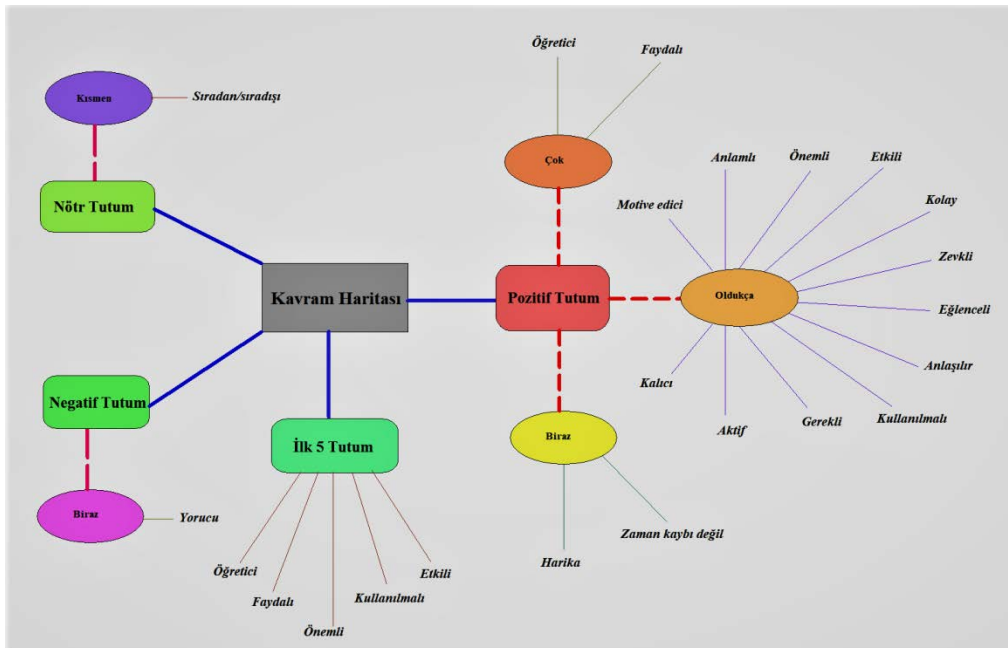 Öğretici
Faydalı
Kısmen
Sıradan/sıradışı
Çok
Anlamlı
Önemli
Etkili
Motive edici
Kolay
Nötr Tutum
Zevkli
Kavram Haritası
Pozitif Tutum
Oldukça
Eğlenceli
Anlaşılır
Kalıcı
Negatif Tutum
Aktif
Gerekli
Kullanılmalı
İlk 5 Tutum
Biraz
Biraz
Yorucu
Zaman kaybı değil
Harika
Öğretici
Faydalı
Önemli
Kullanılmalı
Etkili